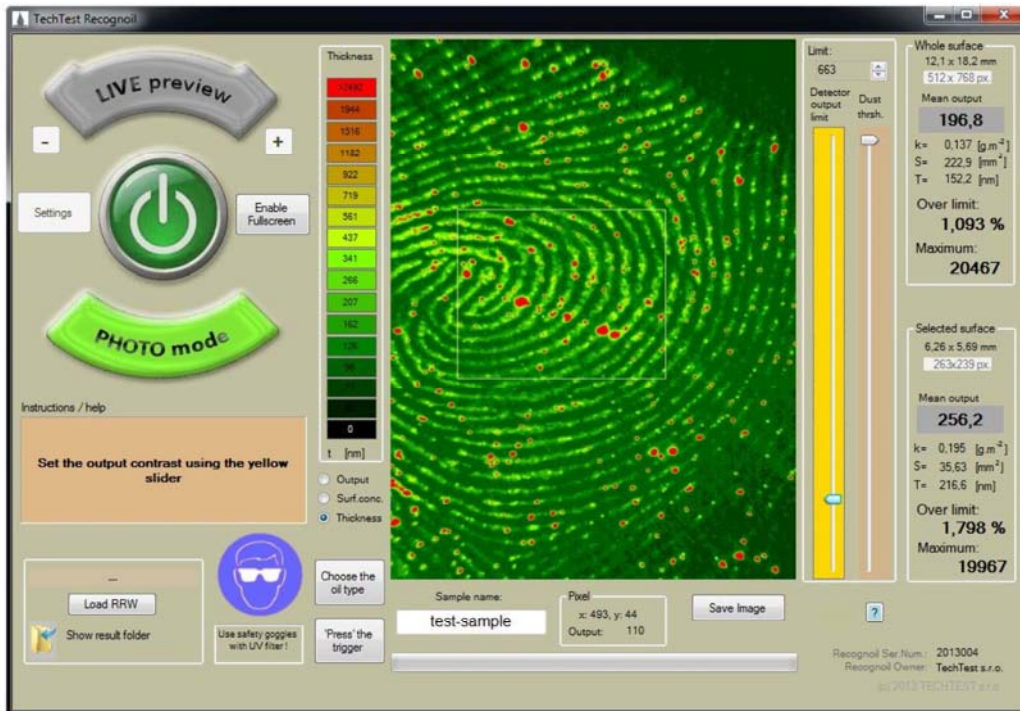 TechTest Recognoil
LIVE preview
-
+
Settings
Enable
Fullscreen
PHOTO mode
Instructions / help
Set the output contrast using the yellow
slider
---
Load RRW
Show result folder
Use safety goggles
with UV filter !
Thickness
>2492
1944
1516
1182
922
719
561
437
341
266
207
162
126
0
t [nm]
Output
Surf.conc.
Thickness
Choose the
oil type
'Press' the
trigger
Sample name:
test-sample
Pixel
x: 493, y: 44
Output: 110
Save Image
Limit:
663
Detector
output
limit
Dust
thrsh.
Whole surface
12,1 x 18,2 mm
512 x 768 px.
Mean output
196,8
k= 0,137 [g.m⁻²]
S= 222,9 [mm²]
T= 152,2 [nm]
Over limit:
1,093 %
Maximum:
20467
Selected surface
6,26 x 5,69 mm
263x239 px.
Mean output
256,2
k= 0,195 [g.m⁻²]
S= 35,63 [mm²]
T= 216,6 [nm]
Over limit:
1,798 %
Maximum:
19967
?
Recognoil Ser.Num.: 2013004
Recognoil Owner: TechTest s.r.o.
(c) 2013 TECHTEST s.r.o.